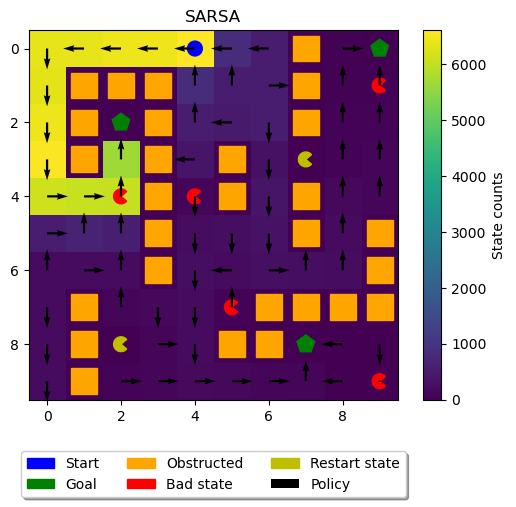 SARSA
0
2
4
6
8
0
2
4
6
8
6000
5000
4000
3000
2000
1000
0
State counts
Start
Obstructed
Restart state
Goal
Bad state
Policy